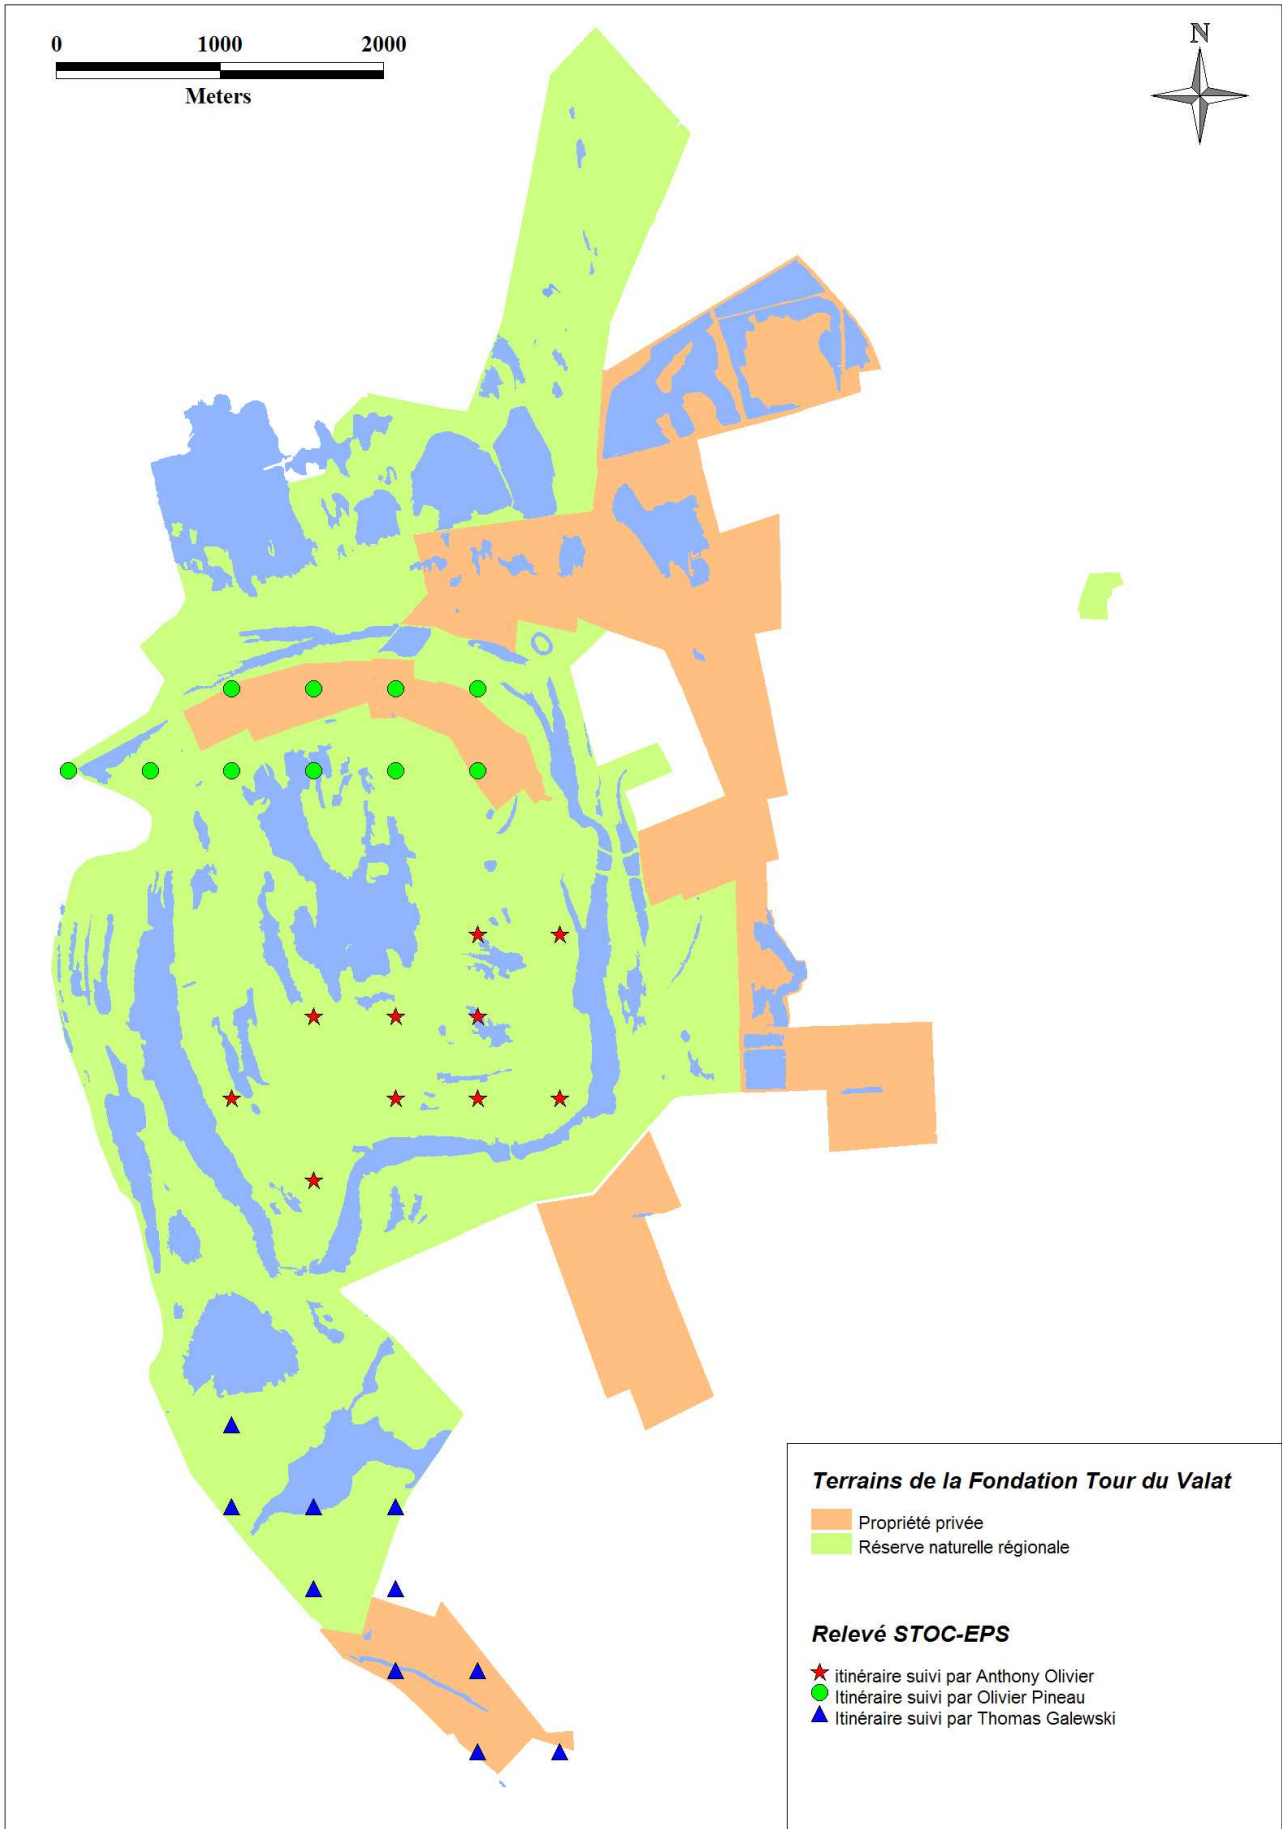 0 1000 2000
Meters
N
Terrains de la Fondation Tour du Valat
Propriété privée
Réserve naturelle régionale
Relevé STOC-EPS
itinéraire suivi par Anthony Olivier
Itinéraire suivi par Olivier Pineau
Itinéraire suivi par Thomas Galewski